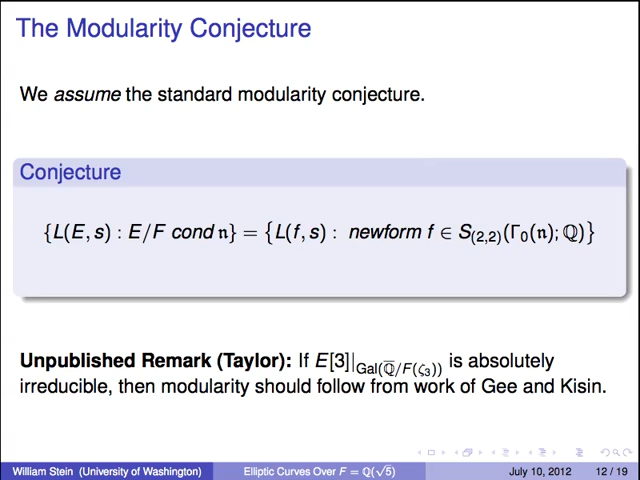 The Modularity Conjecture
We assume the standard modularity conjecture.
Conjecture
{L(E, s) : E/F cond 𝔫} = {L(f, s) : newform f ∈ S₍₂,₂₎(Γ₀(𝔫); ℚ)}
Unpublished Remark (Taylor): If E[3]|Gal(ℚ̅/F(ζ₃)) is absolutely
irreducible, then modularity should follow from work of Gee and Kisin.
William Stein (University of Washington) Elliptic Curves Over F = ℚ(√5) July 10, 2012 12 / 19